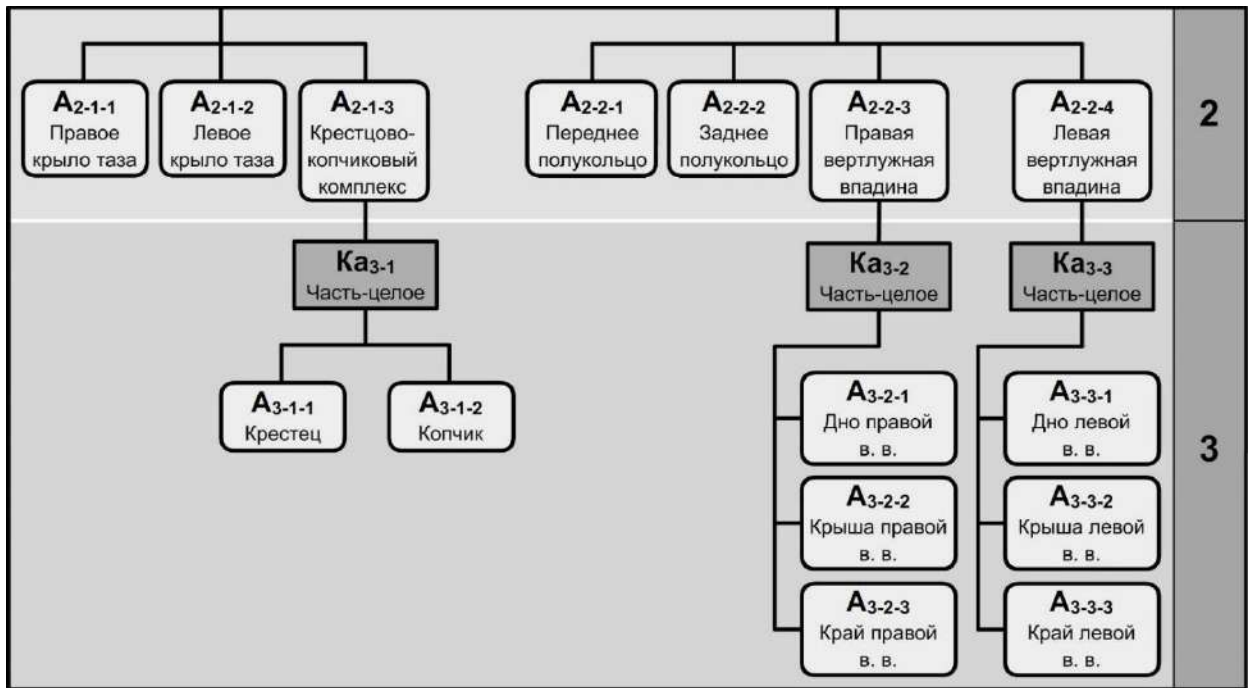 A2-1-1
Правое
крыло таза
A2-1-2
Левое
крыло таза
A2-1-3
Крестцово-
копчиковый
комплекс
A2-2-1
Переднее
полукольцо
A2-2-2
Заднее
полукольцо
A2-2-3
Правая
вертлужная
впадина
A2-2-4
Левая
вертлужная
впадина
2
Ka3-1
Часть-целое
Ka3-2
Часть-целое
Ka3-3
Часть-целое
A3-1-1
Крестец
A3-1-2
Копчик
A3-2-1
Дно правой
в. в.
A3-3-1
Дно левой
в. в.
3
A3-2-2
Крыша правой
в. в.
A3-3-2
Крыша левой
в. в.
A3-2-3
Край правой
в. в.
A3-3-3
Край левой
в. в.